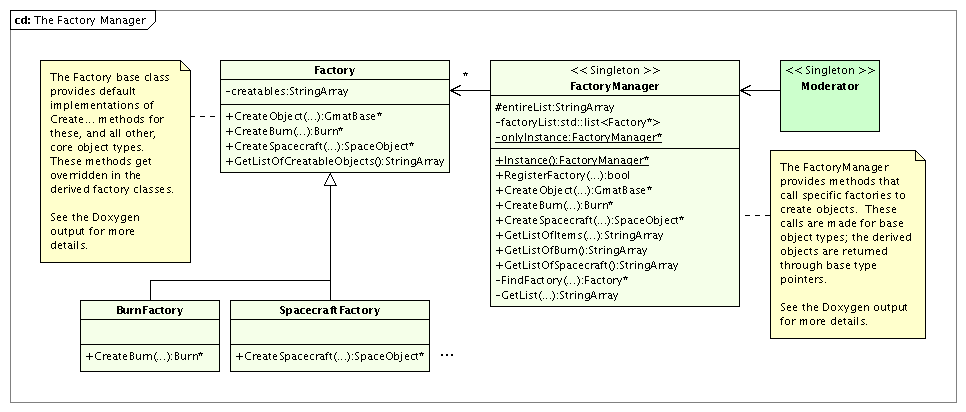 cd: The Factory Manager
The Factory base class
provides default
implementations of
Create... methods for
these, and all other,
core object types.
These methods get
overridden in the
derived factory classes.
See the Doxygen
output for more
details.
Factory
-creatables:StringArray
+CreateObject(...):GmatBase*
+CreateBurn(...):Burn*
+CreateSpacecraft(...):SpaceObject*
+GetListOfCreatableObjects():StringArray
*
<< Singleton >>
FactoryManager
#entireList:StringArray
-factoryList:std::list<Factory*>
-onlyInstance:FactoryManager*
+Instance():FactoryManager*
+RegisterFactory(...):bool
+CreateObject(...):GmatBase*
+CreateBurn(...):Burn*
+CreateSpacecraft(...):SpaceObject*
+GetListOfItems(...):StringArray
+GetListOfBurn():StringArray
+GetListOfSpacecraft():StringArray
-FindFactory(...):Factory*
-GetList(...):StringArray
<< Singleton >>
Moderator
The FactoryManager
provides methods that
call specific factories to
create objects.  These
calls are made for base
object types; the derived
objects are returned
through base type
pointers.
See the Doxygen output
for more details.
BurnFactory
+CreateBurn(...):Burn*
SpacecraftFactory
+CreateSpacecraft(...):SpaceObject*
...